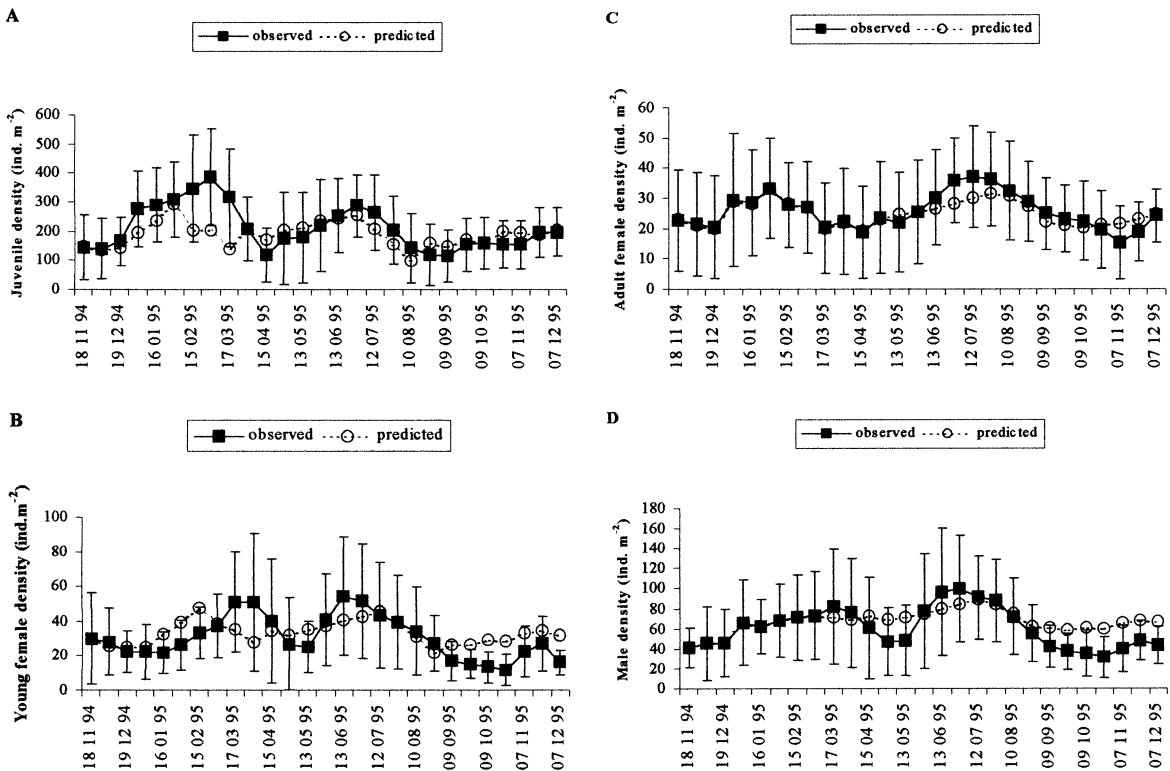 A
observed predicted
Juvenile density (ind. m-2)
600
500
400
300
200
100
0
18 11 94
19 12 94
16 01 95
15 02 95
17 03 95
15 04 95
13 05 95
13 06 95
12 07 95
10 08 95
09 09 95
09 10 95
07 11 95
07 12 95
C
observed predicted
Adult female density (ind. m-2)
60
50
40
30
20
10
0
18 11 94
19 12 94
16 01 95
15 02 95
17 03 95
15 04 95
13 05 95
13 06 95
12 07 95
10 08 95
09 09 95
09 10 95
07 11 95
07 12 95
B
observed predicted
Young female density (ind.m-2)
100
80
60
40
20
0
18 11 94
19 12 94
16 01 95
15 02 95
17 03 95
15 04 95
13 05 95
13 06 95
12 07 95
10 08 95
09 09 95
09 10 95
07 11 95
07 12 95
D
observed predicted
Male density (ind. m-2)
180
160
140
120
100
80
60
40
20
0
18 11 94
19 12 94
16 01 95
15 02 95
17 03 95
15 04 95
13 05 95
13 06 95
12 07 95
10 08 95
09 09 95
09 10 95
07 11 95
07 12 95